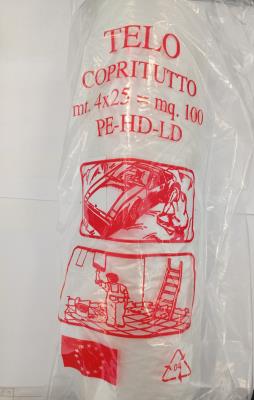 TELO
COPRITUTTO
mt. 4x25 = mq. 100
PE-HD-LD
04